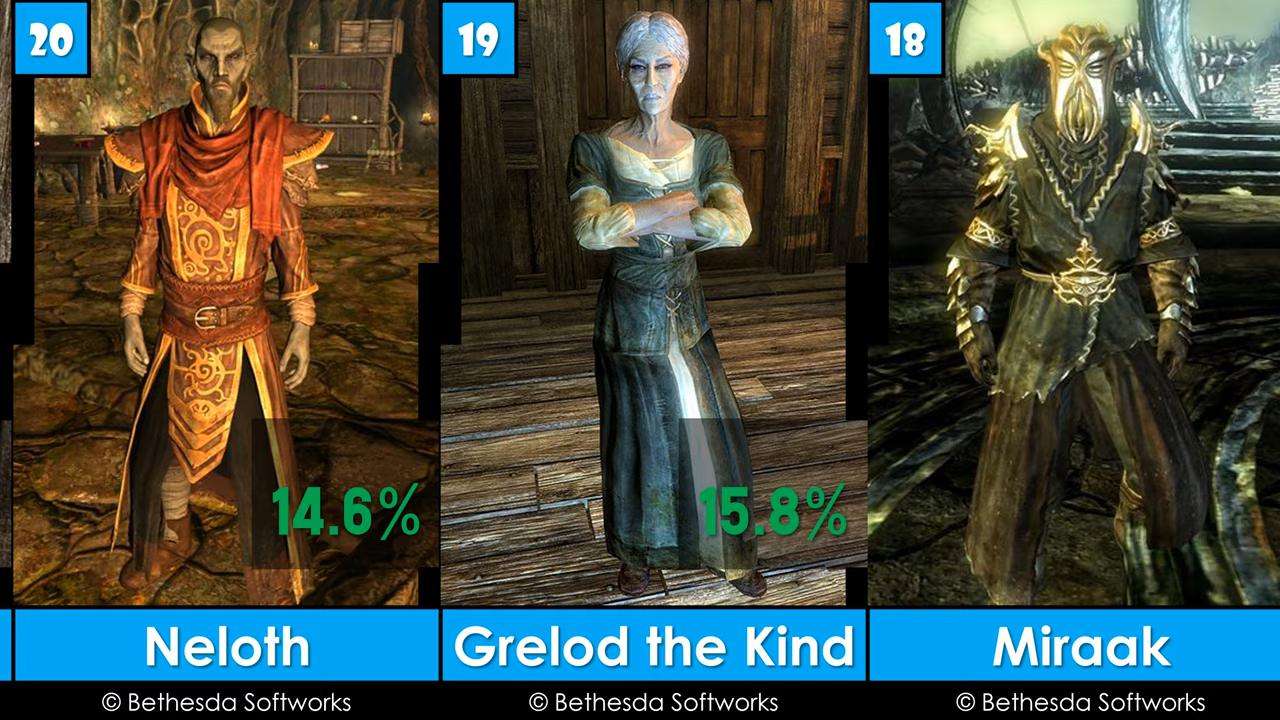 20
19
18
14.6%
15.8%
Neloth
Grelod the Kind
Miraak
© Bethesda Softworks
© Bethesda Softworks
© Bethesda Softworks